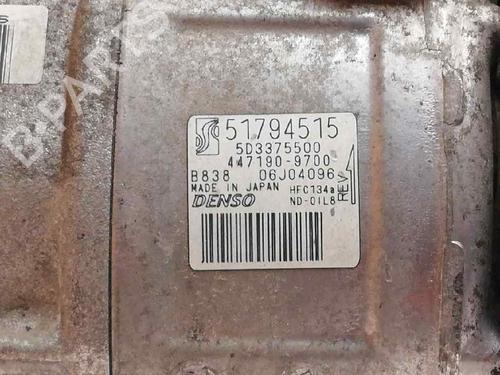 51794515
5D3375500
447190-9700
B838 06J04096
MADE IN JAPAN HFC134a
DENSO ND-OIL8
REV
B-PARTS